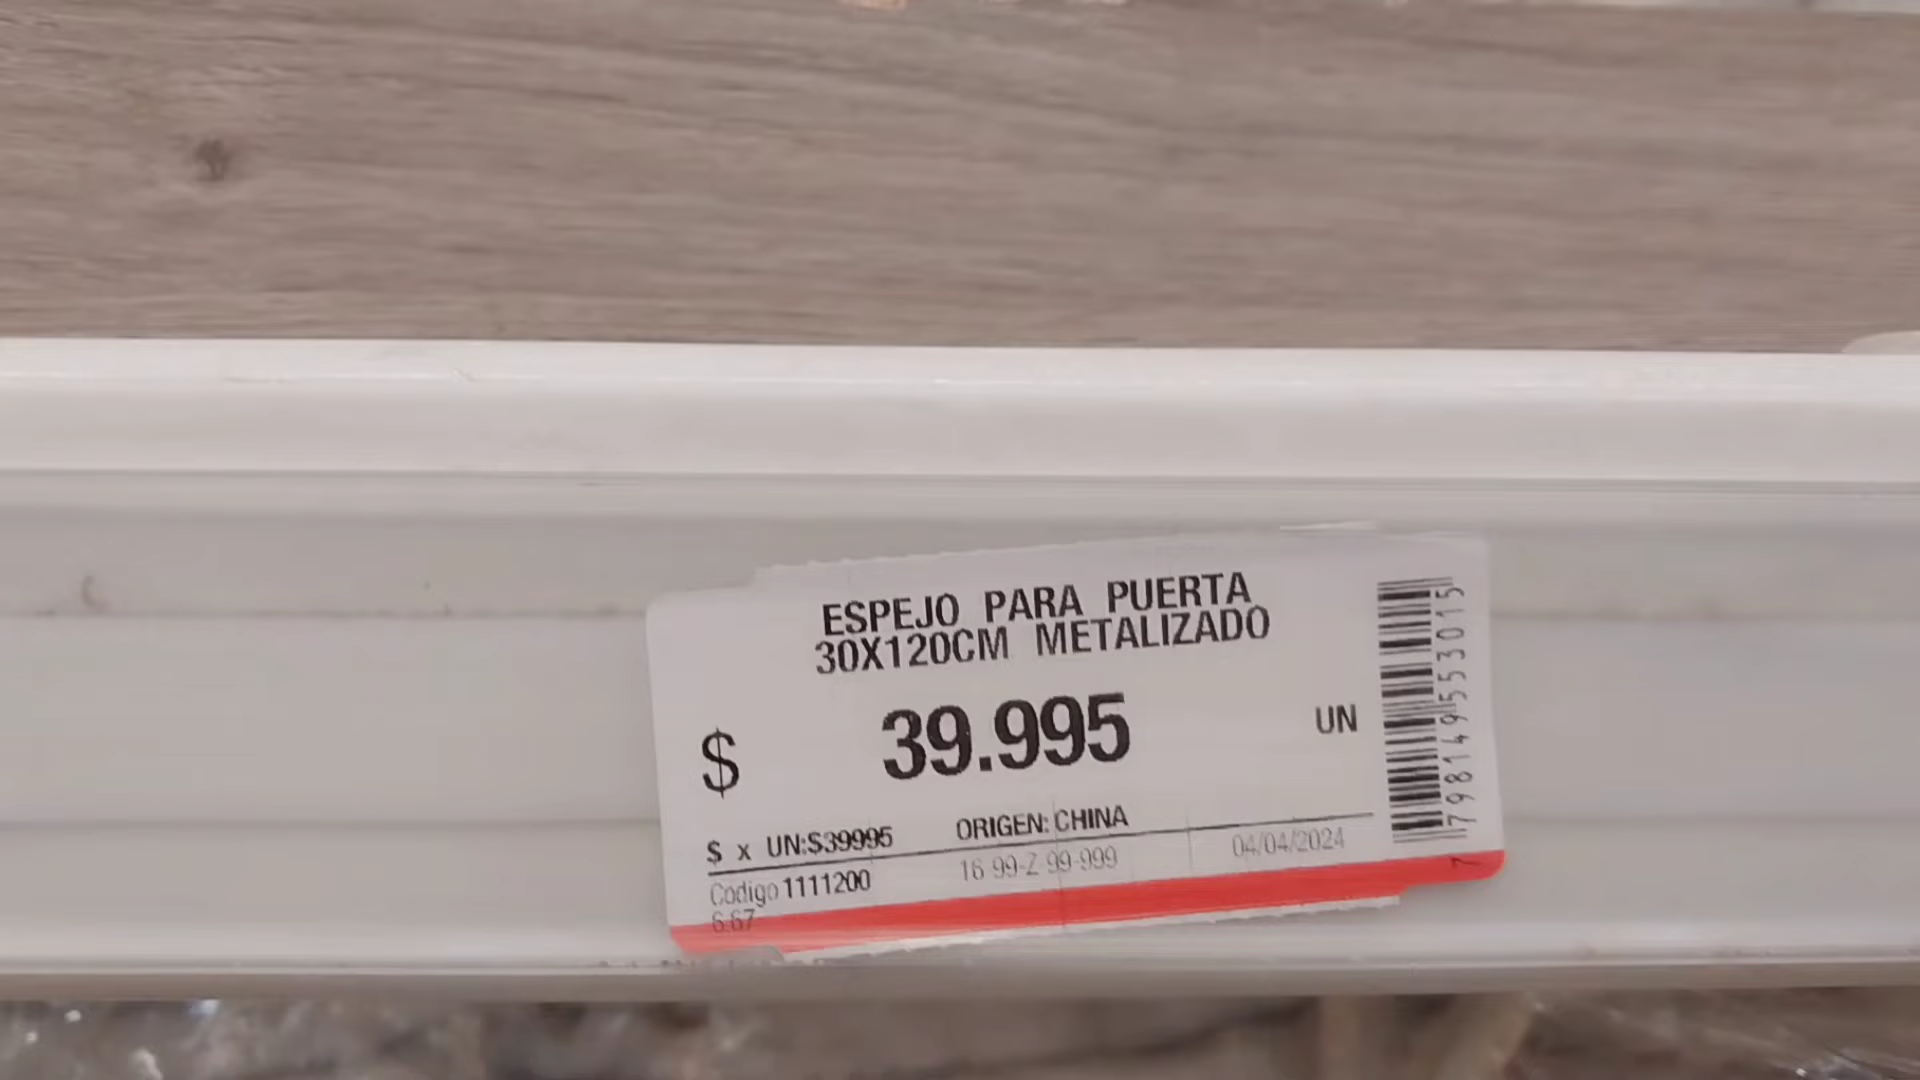 ESPEJO PARA PUERTA
30X120CM METALIZADO
$ 39.995 UN
$ x UN:$39995 ORIGEN: CHINA
Codigo 1111200 16-99-Z-99-999 04/04/2024
6.67
7981495530157